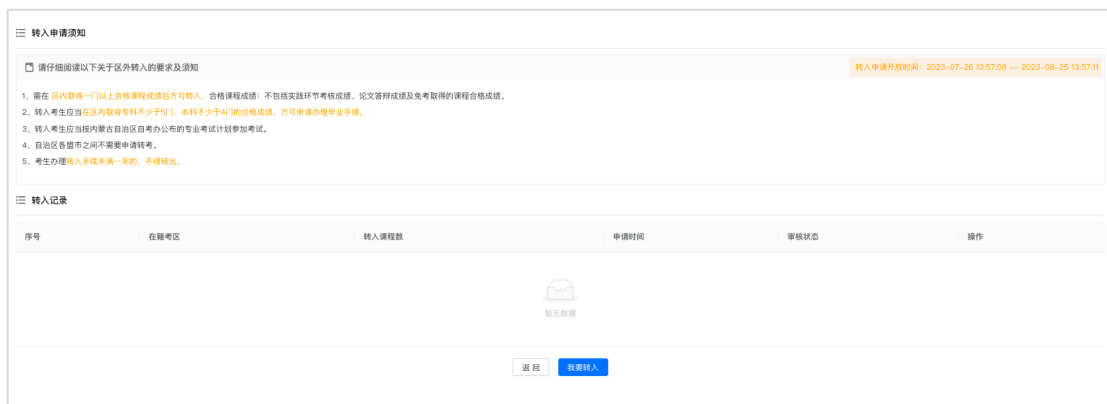 转入申请须知
请仔细阅读以下关于区外转入的要求及须知
转入申请开放时间：2023-07-26 13:57:08 — 2023-08-25 13:57:11
1、需在 区内取得一门以上合格课程成绩后方可转入。合格课程成绩：不包括实践环节考核成绩、论文答辩成绩及免考取得的课程合格成绩。
2、转入考生应当在区内取得专科不少于5门、本科不少于4门的合格成绩，方可申请办理毕业手续。
3、转入考生应当按内蒙古自治区自考办公布的专业考试计划参加考试。
4、自治区各盟市之间不需要申请转考。
5、考生办理转入手续未满一年的，不得转出。
转入记录
序号 在籍考区 转入课程数 申请时间 审核状态 操作
暂无数据
返 回 我要转入